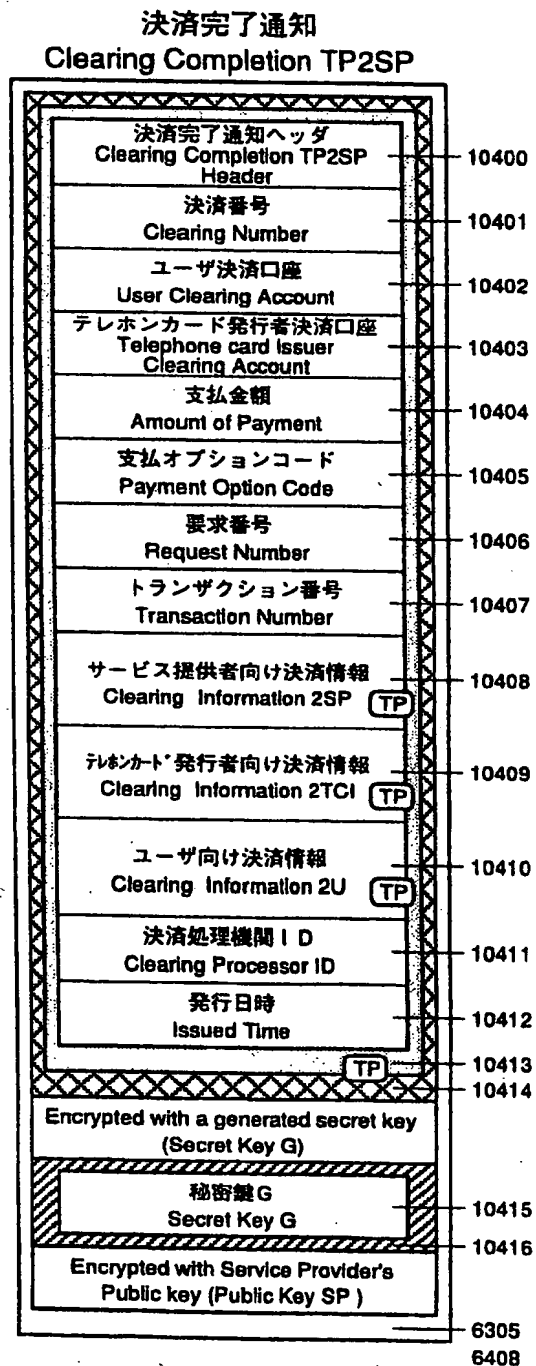 決済完了通知
Clearing Completion TP2SP
決済完了通知ヘッダ
Clearing Completion TP2SP
Header
10400
決済番号
Clearing Number
10401
ユーザ決済口座
User Clearing Account
10402
テレホンカード発行者決済口座
Telephone card Issuer
Clearing Account
10403
支払金額
Amount of Payment
10404
支払オプションコード
Payment Option Code
10405
要求番号
Request Number
10406
トランザクション番号
Transaction Number
10407
サービス提供者向け決済情報
Clearing Information 2SP
TP
10408
テレホンカード発行者向け決済情報
Clearing Information 2TCI
TP
10409
ユーザ向け決済情報
Clearing Information 2U
TP
10410
決済処理機関ID
Clearing Processor ID
10411
発行日時
Issued Time
10412
TP
10413
10414
Encrypted with a generated secret key
(Secret Key G)
秘密鍵G
Secret Key G
10415
10416
Encrypted with Service Provider's
Public key (Public Key SP )
6305
6408